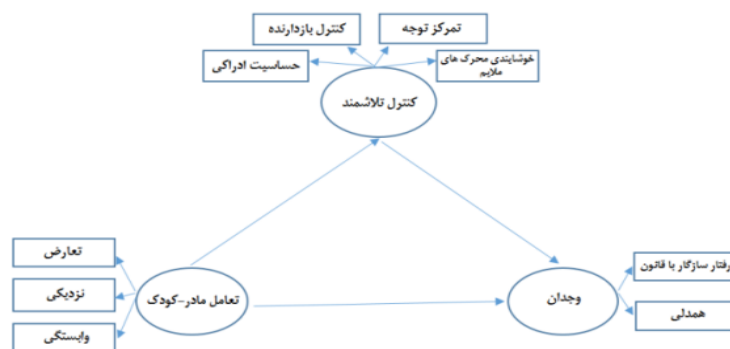 تمرکز توجه
کنترل بازدارنده
خوشایندی محرک های
ملایم
حساسیت ادراکی
کنترل تلاشمند
تعارض
نزدیکی
وابستگی
تعامل مادر-کودک
وجدان
رفتار سازگار با قانون
همدلی